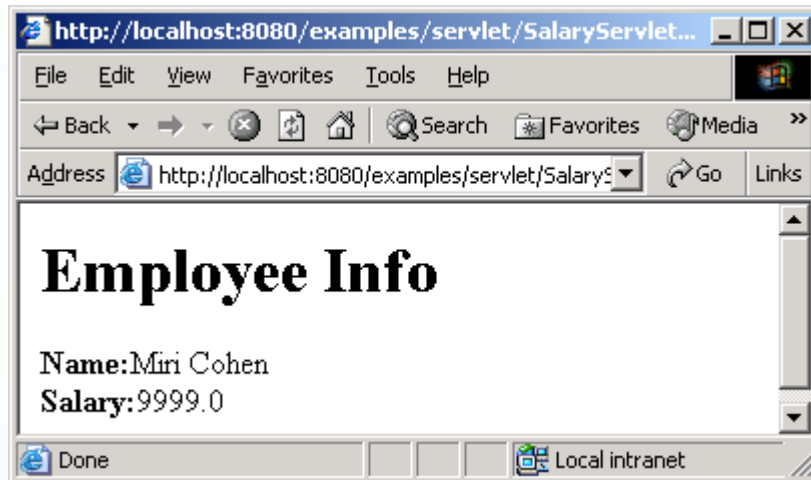 http://localhost:8080/examples/servlet/SalaryServlet...
File Edit View Favorites Tools Help
Back Search Favorites Media »
Address http://localhost:8080/examples/servlet/SalaryS Go Links
Employee Info
Name:Miri Cohen
Salary:9999.0
Done Local intranet